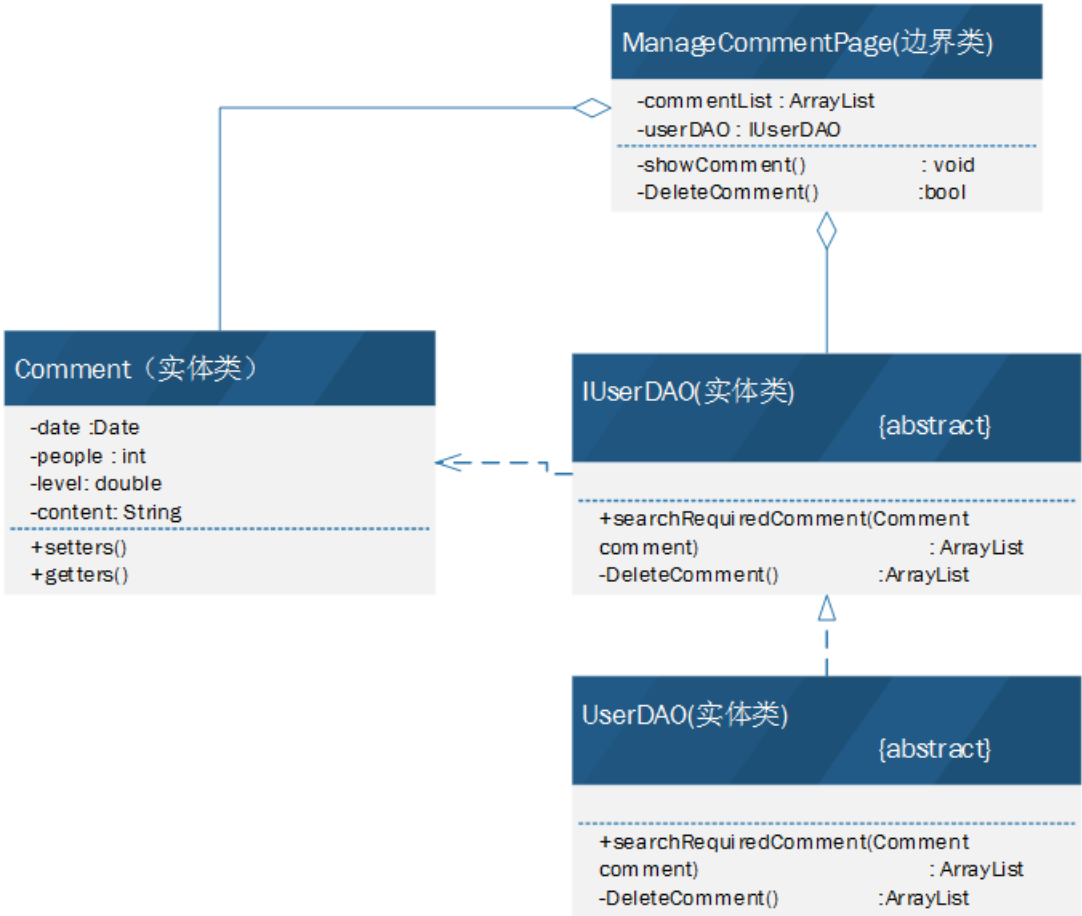 ManageCommentPage(边界类)
-commentList : ArrayList
-userDAO : IUserDAO
-showComment() : void
-DeleteComment() :bool
Comment（实体类）
-date :Date
-people : int
-level: double
-content: String
+setters()
+getters()
IUserDAO(实体类)
{abstract}
+searchRequiredComment(Comment
comment) : ArrayList
-DeleteComment() :ArrayList
UserDAO(实体类)
{abstract}
+searchRequiredComment(Comment
comment) : ArrayList
-DeleteComment() :ArrayList